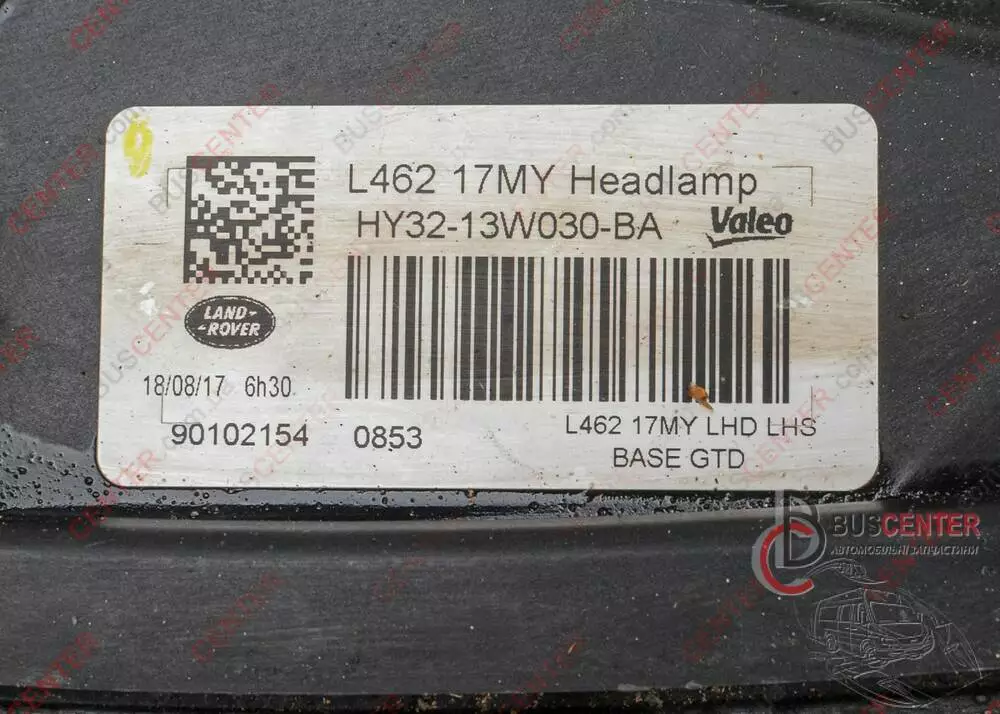 L462 17MY Headlamp
HY32-13W030-BA
Valeo
LAND-
-ROVER
18/08/17 6h30
90102154 0853
L462 17MY LHD LHS
BASE GTD
BUSCENTER
АВТОМОБІЛЬНІ ЗАПЧАСТИНИ